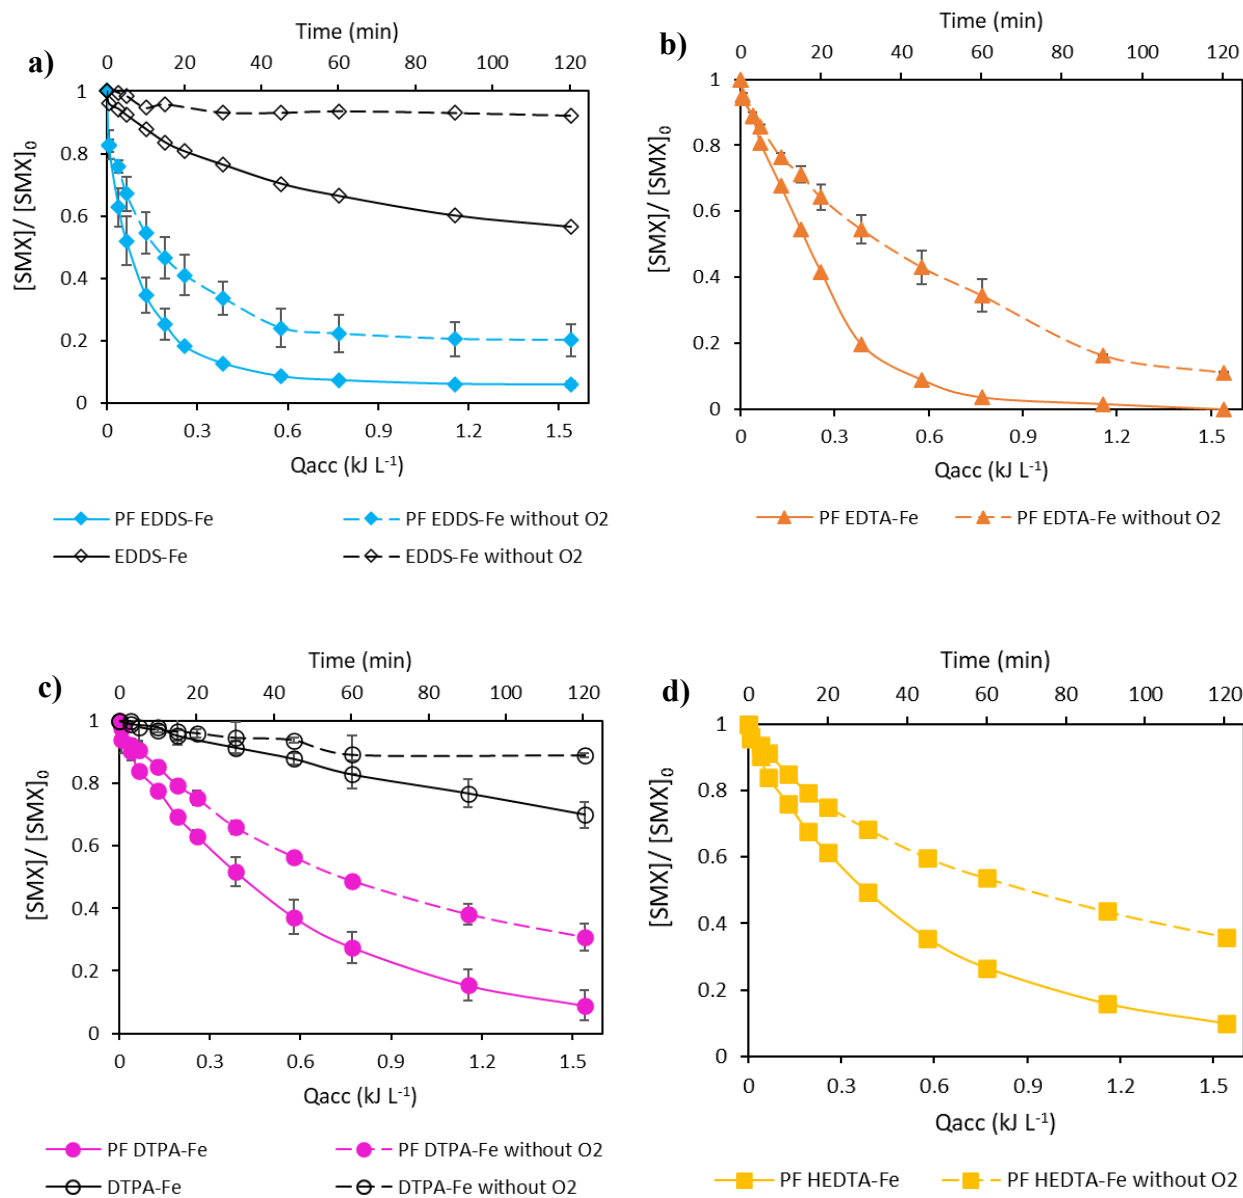 a)
Time (min)
0 20 40 60 80 100 120
[SMX]/ [SMX]0
1
0.8
0.6
0.4
0.2
0
0 0.3 0.6 0.9 1.2 1.5
Qacc (kJ L-1)
PF EDDS-Fe
PF EDDS-Fe without O2
EDDS-Fe
EDDS-Fe without O2
b)
Time (min)
0 20 40 60 80 100 120
[SMX]/ [SMX]0
1
0.8
0.6
0.4
0.2
0
0 0.3 0.6 0.9 1.2 1.5
Qacc (kJ L-1)
PF EDTA-Fe
PF EDTA-Fe without O2
c)
Time (min)
0 20 40 60 80 100 120
[SMX]/ [SMX]0
1
0.8
0.6
0.4
0.2
0
0 0.3 0.6 0.9 1.2 1.5
Qacc (kJ L-1)
PF DTPA-Fe
PF DTPA-Fe without O2
DTPA-Fe
DTPA-Fe without O2
d)
Time (min)
0 20 40 60 80 100 120
[SMX]/ [SMX]0
1
0.8
0.6
0.4
0.2
0
0 0.3 0.6 0.9 1.2 1.5
Qacc (kJ L-1)
PF HEDTA-Fe
PF HEDTA-Fe without O2